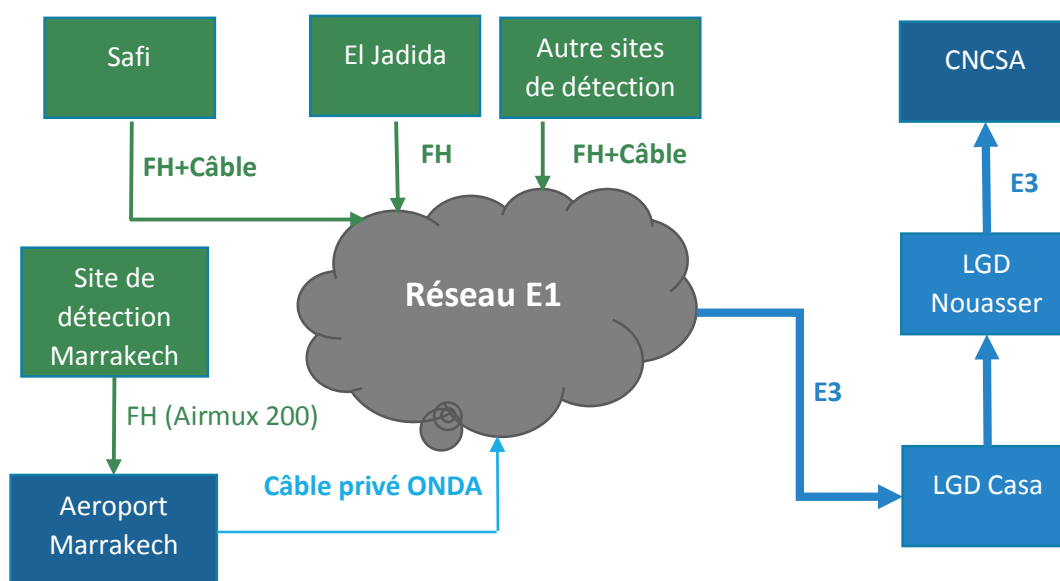 Safi
El Jadida
Autre sites
de détection
CNCSA
FH+Câble
FH
FH+Câble
E3
Site de
détection
Marrakech
Réseau E1
LGD
Nouasser
FH (Airmux 200)
E3
Câble privé ONDA
Aeroport
Marrakech
LGD Casa